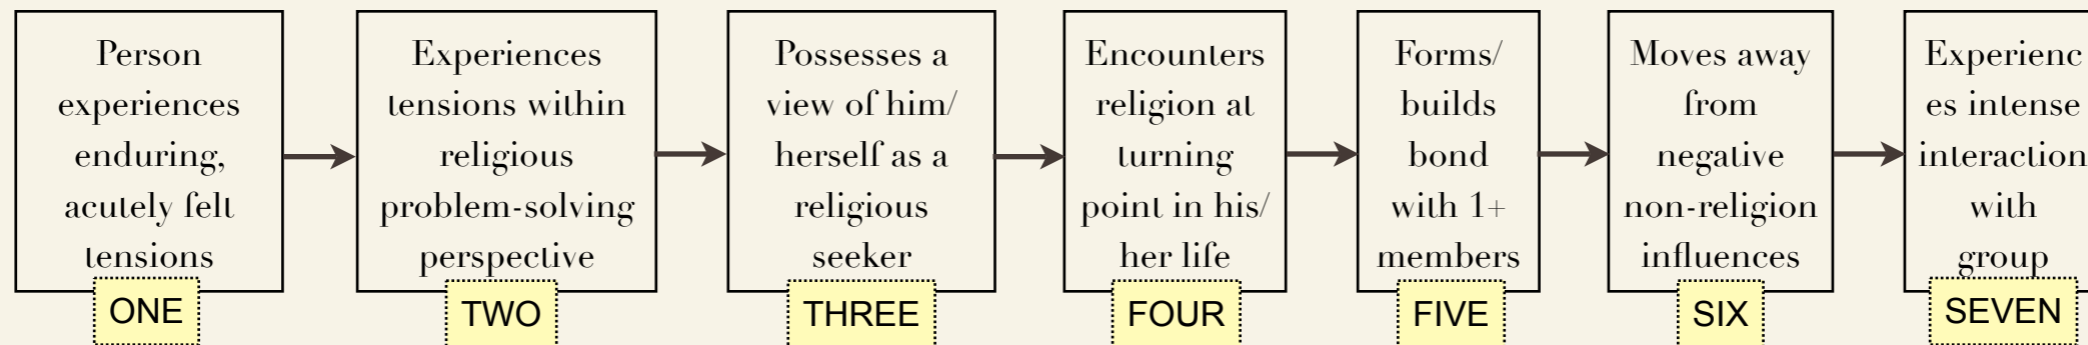 Person
experiences
enduring,
acutely felt
tensions
ONE
Experiences
tensions within
religious
problem-solving
perspective
TWO
Possesses a
view of him/
herself as a
religious
seeker
THREE
Encounters
religion at
turning
point in his/
her life
FOUR
Forms/
builds
bond
with 1+
members
FIVE
Moves away
from
negative
non-religion
influences
SIX
Experienc
es intense
interaction
with
group
SEVEN